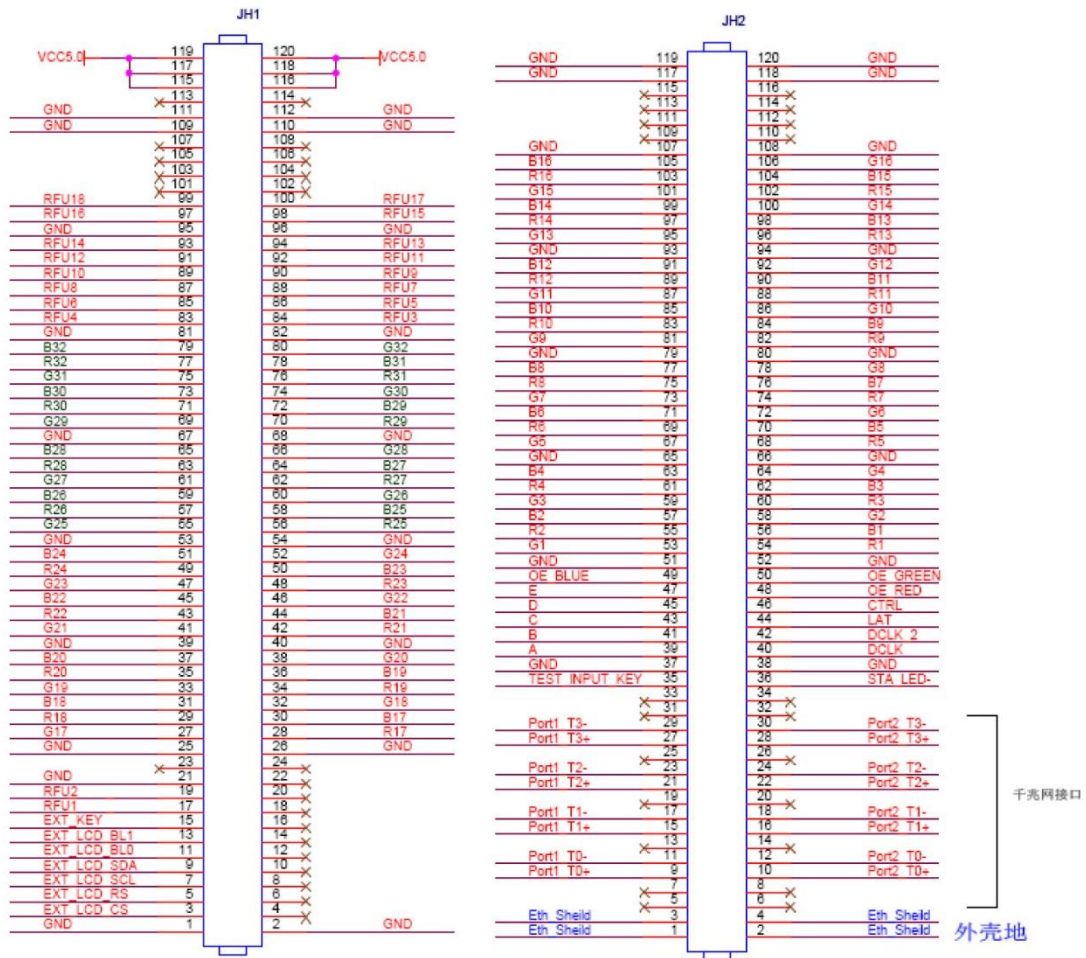 JH1
VCC5.0 119 120 VCC5.0
117 118
115 116
113 114
GND 111 112 GND
GND 109 110 GND
107 108
105 106
103 104
101 102
RFU18 99 100 RFU17
RFU16 97 98 RFU15
GND 95 96 GND
RFU14 93 94 RFU13
RFU12 91 92 RFU11
RFU10 89 90 RFU9
RFU8 87 88 RFU7
RFU6 85 86 RFU5
RFU4 83 84 RFU3
GND 81 82 GND
B32 79 80 G32
R32 77 78 B31
G31 75 76 R31
B30 73 74 G30
R30 71 72 B29
G29 69 70 R29
GND 67 68 GND
B28 65 66 G28
R28 63 64 B27
G27 61 62 R27
B26 59 60 G26
R26 57 58 B25
G25 55 56 R25
GND 53 54 GND
B24 51 52 G24
R24 49 50 B23
G23 47 48 R23
B22 45 46 G22
R22 43 44 B21
G21 41 42 R21
GND 39 40 GND
B20 37 38 G20
R20 35 36 B19
G19 33 34 R19
B18 31 32 G18
R18 29 30 B17
G17 27 28 R17
GND 25 26 GND
23 24
GND 21 22
RFU2 19 20
RFU1 17 18
EXT_KEY 15 16
EXT_LCD_BL1 13 14
EXT_LCD_BL0 11 12
EXT_LCD_SDA 9 10
EXT_LCD_SCL 7 8
EXT_LCD_RS 5 6
EXT_LCD_CS 3 4
GND 1 2 GND
JH2
GND 119 120 GND
GND 117 118 GND
115 116
113 114
111 112
109 110
GND 107 108 GND
B16 105 106 G16
R16 103 104 B15
G15 101 102 R15
B14 99 100 G14
R14 97 98 B13
G13 95 96 R13
GND 93 94 GND
B12 91 92 G12
R12 89 90 B11
G11 87 88 R11
B10 85 86 G10
R10 83 84 B9
G9 81 82 R9
GND 79 80 GND
B8 77 78 G8
R8 75 76 B7
G7 73 74 R7
B6 71 72 G6
R6 69 70 B5
G5 67 68 R5
GND 65 66 GND
B4 63 64 G4
R4 61 62 B3
G3 59 60 R3
B2 57 58 G2
R2 55 56 B1
G1 53 54 R1
GND 51 52 GND
OE_BLUE 49 50 OE_GREEN
E 47 48 OE_RED
D 45 46 CTRL
C 43 44 LAT
B 41 42 DCLK_2
A 39 40 DCLK
GND 37 38 GND
TEST_INPUT_KEY 35 36 STA_LED-
33 34
31 32
Port1_T3- 29 30 Port2_T3-
Port1_T3+ 27 28 Port2_T3+
25 26
Port1_T2- 23 24 Port2_T2-
Port1_T2+ 21 22 Port2_T2+
19 20
Port1_T1- 17 18 Port2_T1-
Port1_T1+ 15 16 Port2_T1+
13 14
Port1_T0- 11 12 Port2_T0-
Port1_T0+ 9 10 Port2_T0+
7 8
5 6
Eth_Sheild 3 4 Eth_Sheild
Eth_Sheild 1 2 Eth_Sheild
千兆网接口
外壳地